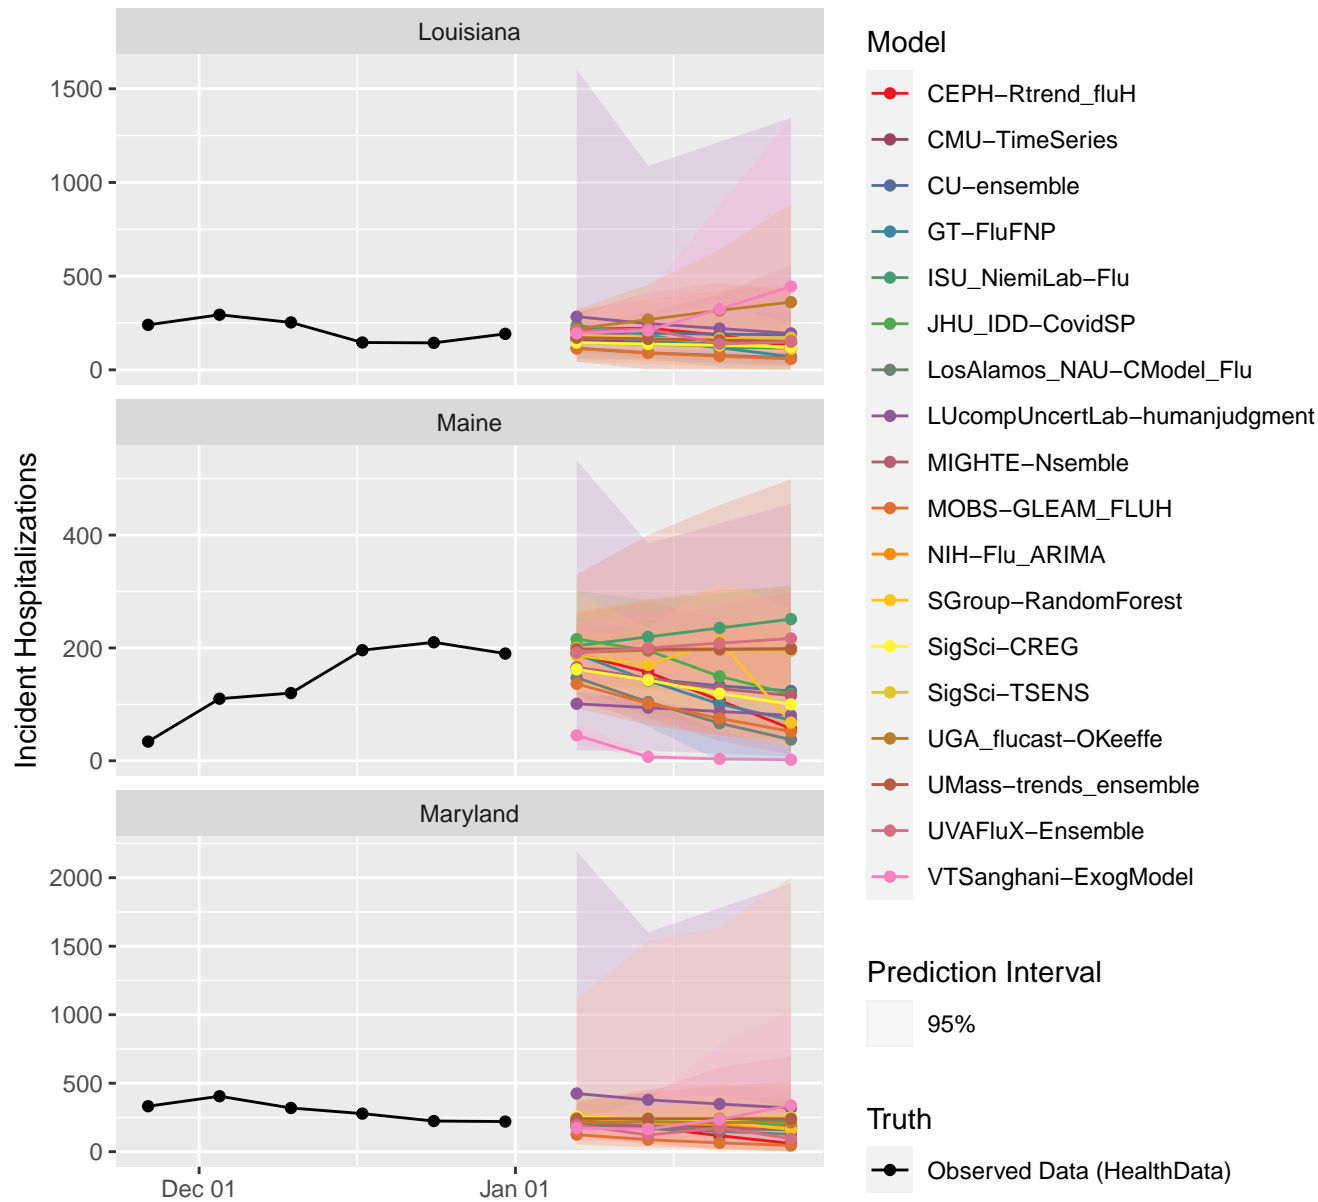 Louisiana
1500
1000
500
0
Maine
400
200
0
Maryland
2000
1500
1000
500
0
Dec 01
Jan 01
Incident Hospitalizations
Model
CEPH−Rtrend_fluH
CMU−TimeSeries
CU−ensemble
GT−FluFNP
ISU_NiemiLab−Flu
JHU_IDD−CovidSP
LosAlamos_NAU−CModel_Flu
LUcompUncertLab−humanjudgment
MIGHTE−Nsemble
MOBS−GLEAM_FLUH
NIH−Flu_ARIMA
SGroup−RandomForest
SigSci−CREG
SigSci−TSENS
UGA_flucast−OKeeffe
UMass−trends_ensemble
UVAFluX−Ensemble
VTSanghani−ExogModel
Prediction Interval
95%
Truth
Observed Data (HealthData)